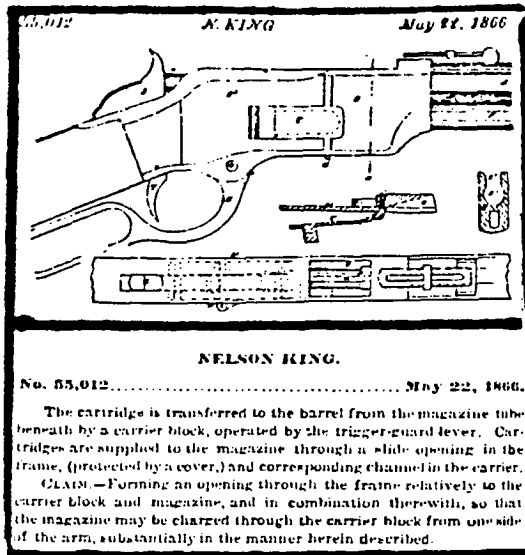 55,012 N. KING May 22, 1866
NELSON KING.
No. 55,012........................................May 22, 1866.
The cartridge is transferred to the barrel from the magazine tube
beneath by a carrier block, operated by the trigger-guard lever. Car-
tridges are supplied to the magazine through a slide opening in the
frame, (protected by a cover,) and corresponding channel in the carrier.
CLAIM.—Forming an opening through the frame relatively to the
carrier block and magazine, and in combination therewith, so that
the magazine may be charged through the carrier block from one side
of the arm, substantially in the manner herein described.